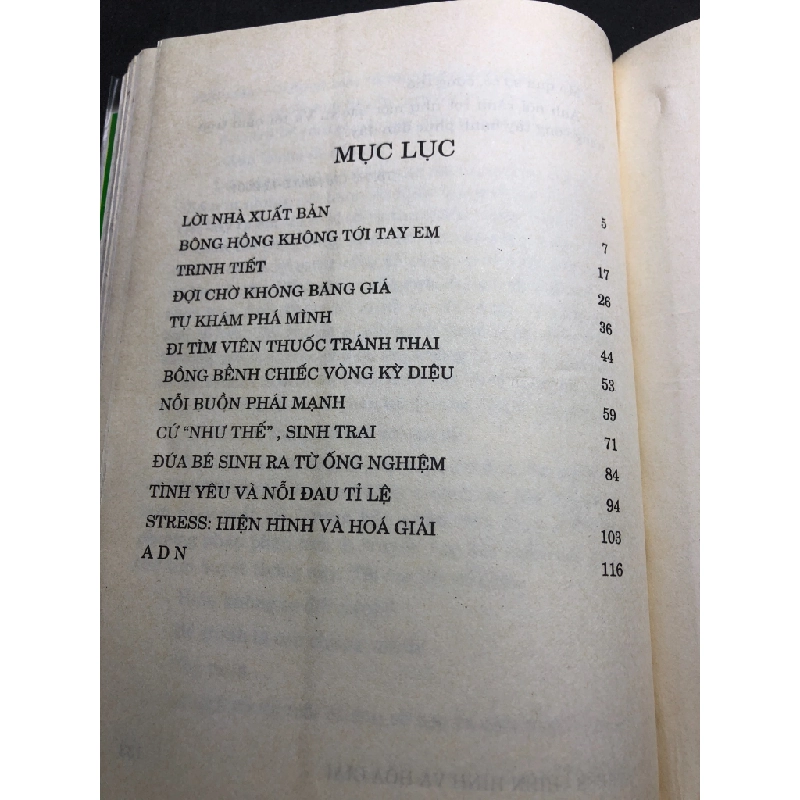 MỤC LỤC
LỜI NHÀ XUẤT BẢN 5
BÔNG HỒNG KHÔNG TỚI TAY EM 7
TRINH TIẾT 17
ĐỢI CHỜ KHÔNG BĂNG GIÁ 26
TỰ KHÁM PHÁ MÌNH 36
ĐI TÌM VIÊN THUỐC TRÁNH THAI 44
BỒNG BỀNH CHIẾC VÒNG KỲ DIỆU 53
NỖI BUỒN PHÁI MẠNH 59
CỨ "NHƯ THẾ", SINH TRAI 71
ĐỨA BÉ SINH RA TỪ ỐNG NGHIỆM 84
TÌNH YÊU VÀ NỖI ĐAU TỈ LỆ 94
STRESS: HIỆN HÌNH VÀ HOÁ GIẢI 103
A D N 116